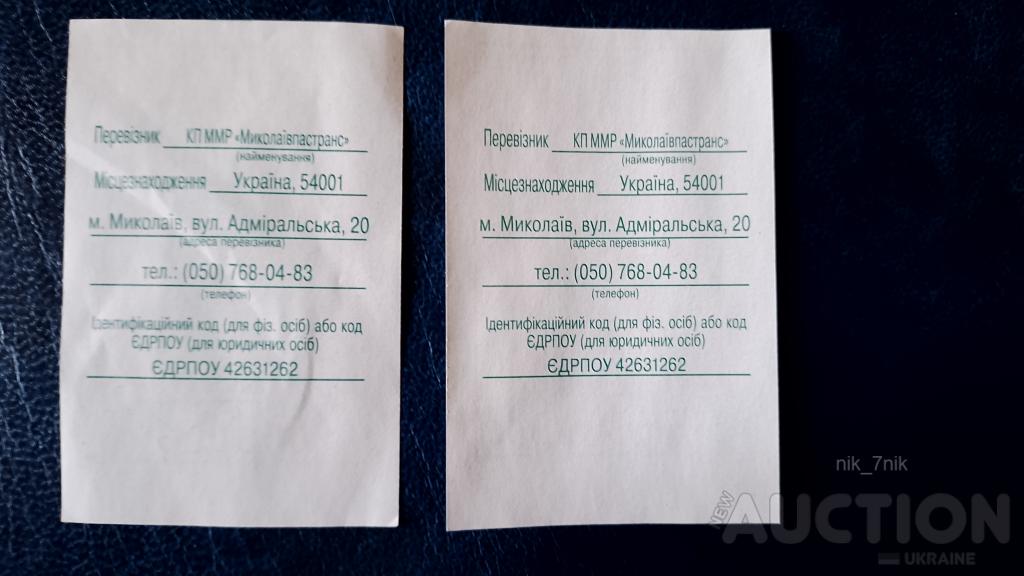 Перевізник КП ММР «Миколаївпастранс»
(найменування)
Місцезнаходження Україна, 54001
м. Миколаїв, вул. Адміральська, 20
(адреса перевізника)
тел.: (050) 768-04-83
(телефон)
Ідентифікаційний код (для фіз. осіб) або код
ЄДРПОУ (для юридичних осіб)
ЄДРПОУ 42631262
Перевізник КП ММР «Миколаївпастранс»
(найменування)
Місцезнаходження Україна, 54001
м. Миколаїв, вул. Адміральська, 20
(адреса перевізника)
тел.: (050) 768-04-83
(телефон)
Ідентифікаційний код (для фіз. осіб) або код
ЄДРПОУ (для юридичних осіб)
ЄДРПОУ 42631262
nik_7nik
NEW AUCTION
UKRAINE